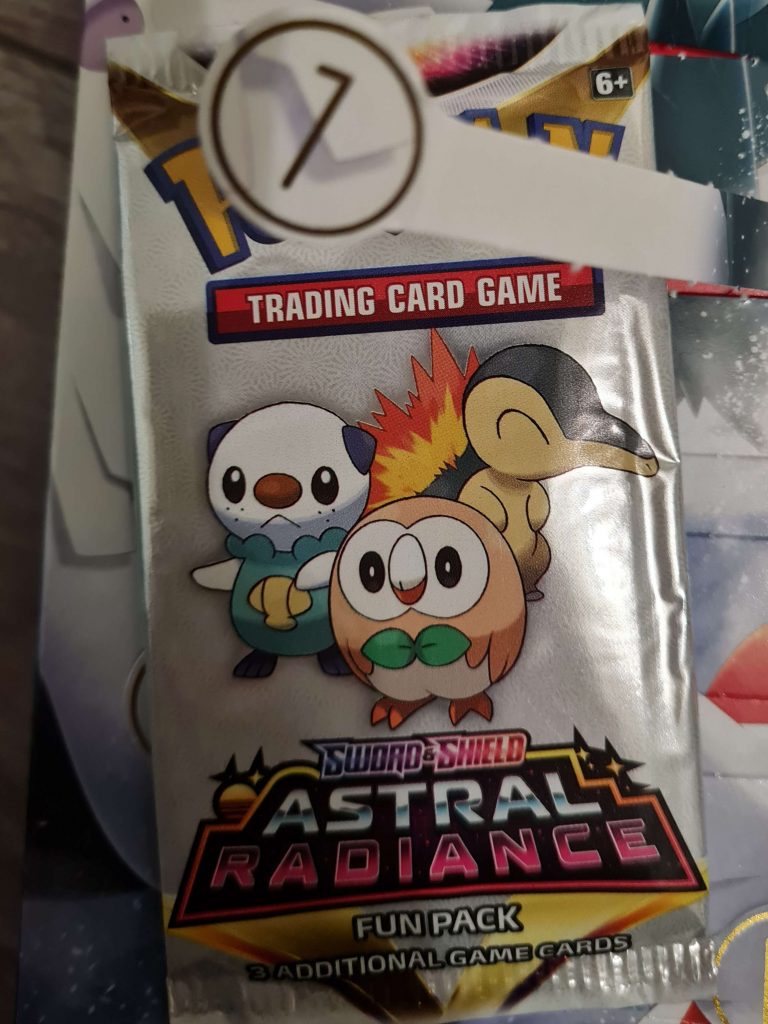 7
6+
TRADING CARD GAME
SWORD & SHIELD
ASTRAL
RADIANCE
FUN PACK
3 ADDITIONAL GAME CARDS